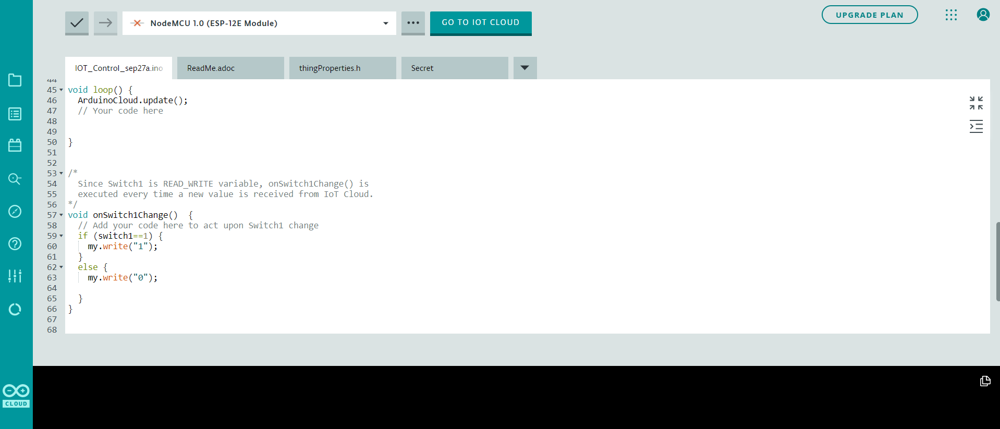 NodeMCU 1.0 (ESP-12E Module)
GO TO IOT CLOUD
UPGRADE PLAN
IOT_Control_sep27a.ino
ReadMe.adoc
thingProperties.h
Secret
44
45 void loop() {
46 ArduinoCloud.update();
47 // Your code here
48
49
50 }
51
52
53 /*
54 Since Switch1 is READ_WRITE variable, onSwitch1Change() is
55 executed every time a new value is received from IoT Cloud.
56 */
57 void onSwitch1Change()  {
58 // Add your code here to act upon Switch1 change
59 if (switch1==1) {
60 my.write("1");
61 }
62 else {
63 my.write("0");
64
65 }
66 }
67
68
CLOUD